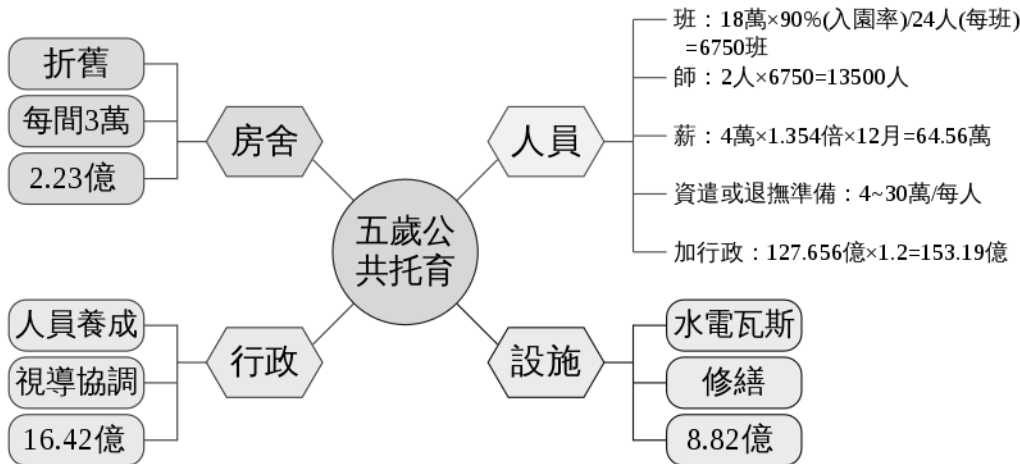 五歲公
共托育
房舍
折舊
每間3萬
2.23億
人員
班：18萬×90%(入園率)/24人(每班)
=6750班
師：2人×6750=13500人
薪：4萬×1.354倍×12月=64.56萬
資遣或退撫準備：4~30萬/每人
加行政：127.656億×1.2=153.19億
行政
人員養成
視導協調
16.42億
設施
水電瓦斯
修繕
8.82億